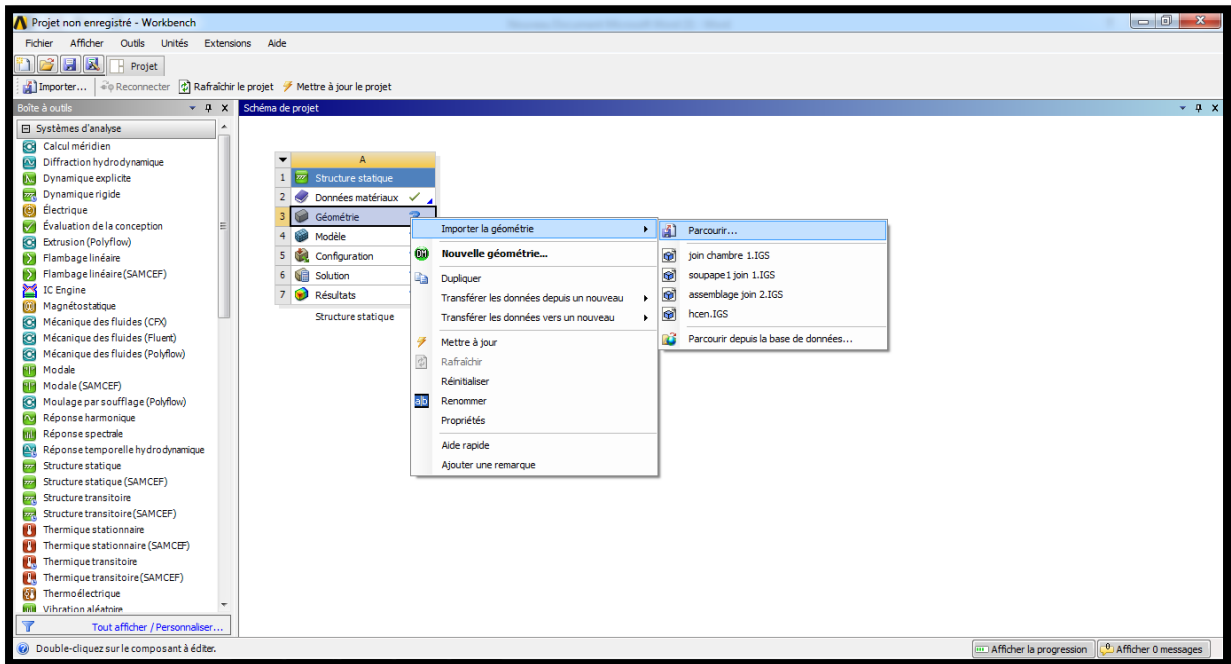 Projet non enregistré - Workbench
Fichier Afficher Outils Unités Extensions Aide
Projet
Importer... Reconnecter Rafraîchir le projet Mettre à jour le projet
Boîte à outils
Systèmes d'analyse
Calcul méridien
Diffraction hydrodynamique
Dynamique explicite
Dynamique rigide
Électrique
Évaluation de la conception
Extrusion (Polyflow)
Flambage linéaire
Flambage linéaire (SAMCEF)
IC Engine
Magnétostatique
Mécanique des fluides (CFX)
Mécanique des fluides (Fluent)
Mécanique des fluides (Polyflow)
Modale
Modale (SAMCEF)
Moulage par soufflage (Polyflow)
Réponse harmonique
Réponse spectrale
Réponse temporelle hydrodynamique
Structure statique
Structure statique (SAMCEF)
Structure transitoire
Structure transitoire (SAMCEF)
Thermique stationnaire
Thermique stationnaire (SAMCEF)
Thermique transitoire
Thermique transitoire (SAMCEF)
Thermoélectrique
Vibration aléatoire
Tout afficher / Personnaliser...
Schéma de projet
A
1 Structure statique
2 Données matériaux
3 Géométrie
4 Modèle
5 Configuration
6 Solution
7 Résultats
Structure statique
Importer la géométrie
Nouvelle géométrie...
Dupliquer
Transférer les données depuis un nouveau
Transférer les données vers un nouveau
Mettre à jour
Rafraîchir
Réinitialiser
a|b Renommer
Propriétés
Aide rapide
Ajouter une remarque
Parcourir...
join chambre 1.IGS
soupape1 join 1.IGS
assemblage join 2.IGS
hcen.IGS
Parcourir depuis la base de données...
Double-cliquez sur le composant à éditer.
Afficher la progression
Afficher 0 messages